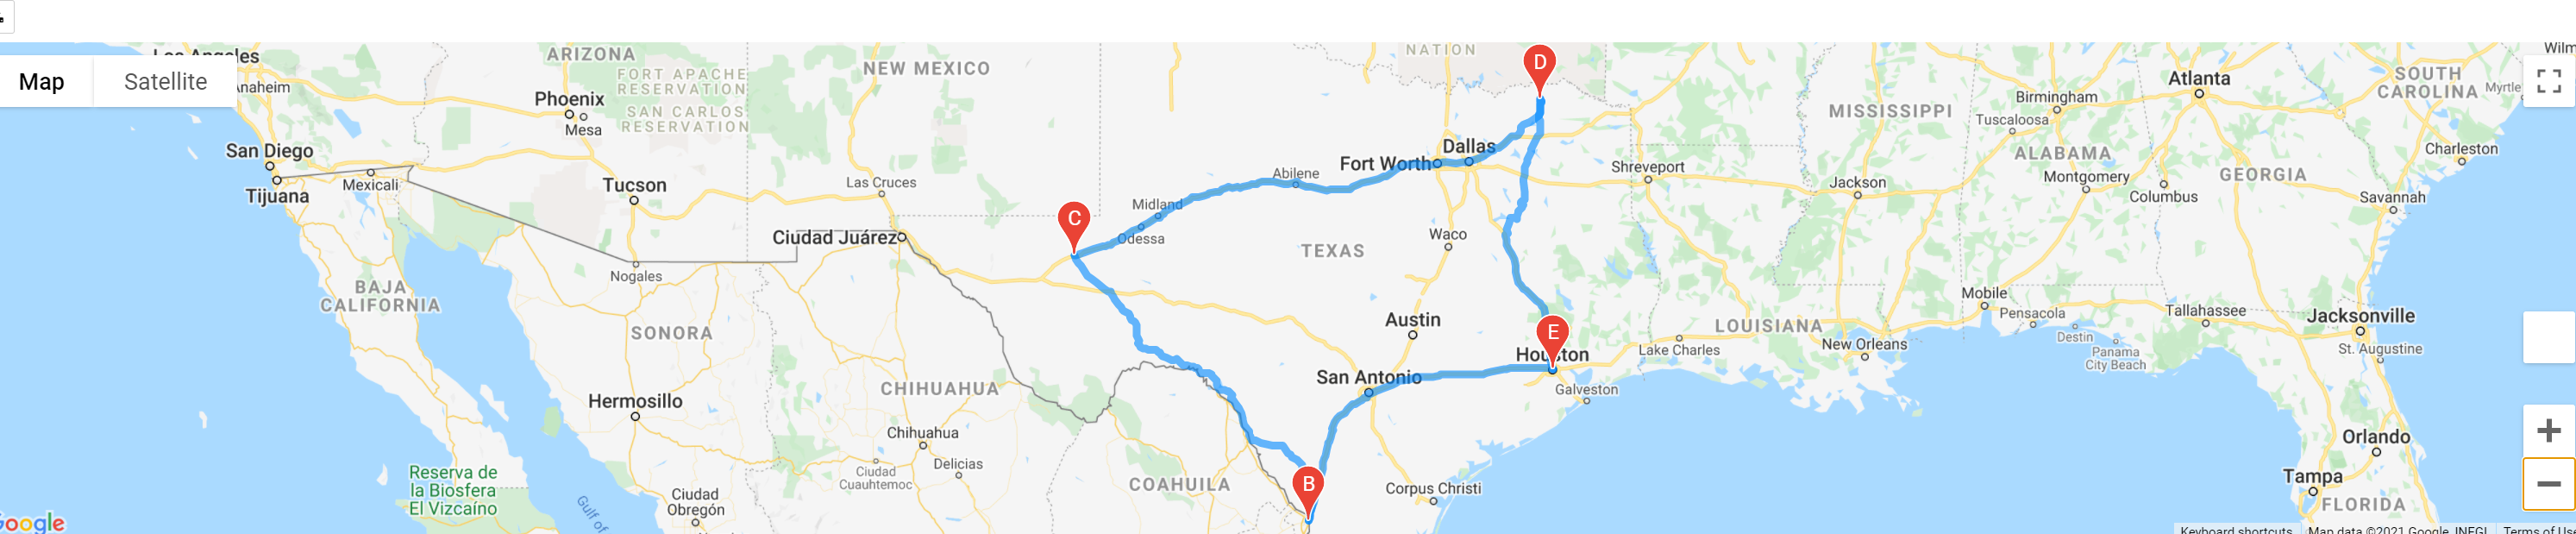 Map
Satellite
Los Angeles
Anaheim
ARIZONA
FORT APACHE
RESERVATION
SAN CARLOS
RESERVATION
Phoenix
Mesa
NEW MEXICO
NATION
D
Atlanta
Birmingham
Tuscaloosa
MISSISSIPPI
ALABAMA
SOUTH
CAROLINA
Myrtle
Wilm
San Diego
Tijuana
Mexicali
Tucson
Las Cruces
Ciudad Juárez
Nogales
C
Midland
Odessa
Abilene
Fort Worth
Dallas
Waco
TEXAS
Shreveport
Jackson
Montgomery
Columbus
GEORGIA
Charleston
Savannah
BAJA
CALIFORNIA
SONORA
Hermosillo
CHIHUAHUA
Chihuahua
Ciudad
Cuauhtemoc
Delicias
COAHUILA
Austin
San Antonio
E
Houston
Galveston
Corpus Christi
B
Lake Charles
LOUISIANA
New Orleans
Mobile
Pensacola
Destin
Panama
City Beach
Tallahassee
Jacksonville
St. Augustine
Orlando
Tampa
FLORIDA
Reserva de
la Biosfera
El Vizcaíno
Gulf of
Ciudad
Obregón
Google
Keyboard shortcuts
Map data ©2021 Google, INEGI
Terms of Use